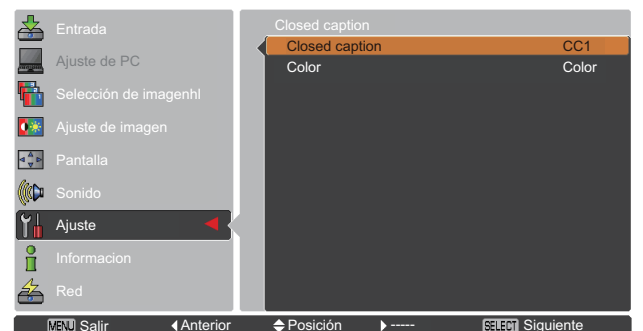 Entrada
Ajuste de PC
Selección de imagenhl
Ajuste de imagen
Pantalla
Sonido
Ajuste
Informacion
Red
Closed caption
Closed caption CC1
Color Color
MENU Salir Anterior Posición ----- SELECT Siguiente